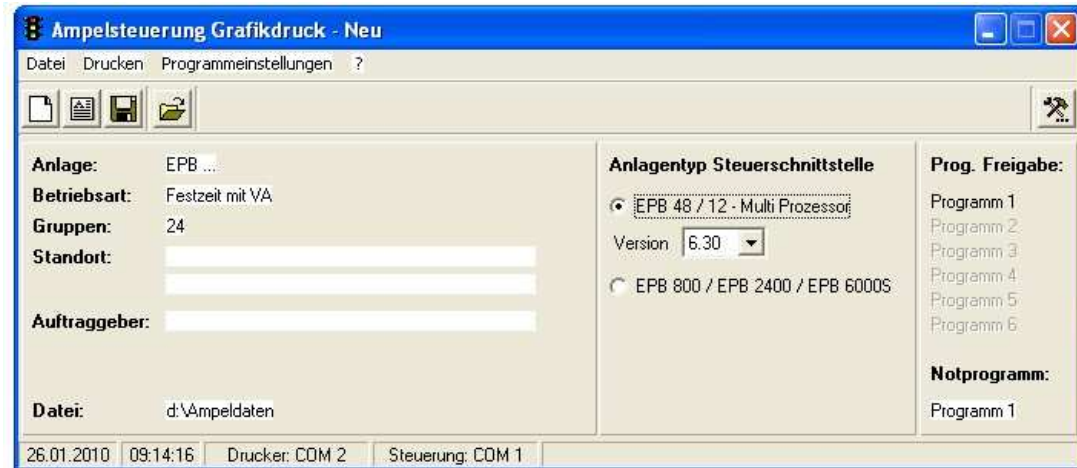 Ampelsteuerung Grafikdruck - Neu
Datei Drucken Programmeinstellungen ?
Anlage: EPB ...
Betriebsart: Festzeit mit VA
Gruppen: 24
Standort:
Auftraggeber:
Datei: d:\Ampeldaten
Anlagentyp Steuerschnittstelle
EPB 48 / 12 - Multi Prozessor
Version 6.30
EPB 800 / EPB 2400 / EPB 6000S
Prog. Freigabe:
Programm 1
Programm 2
Programm 3
Programm 4
Programm 5
Programm 6
Notprogramm:
Programm 1
26.01.2010 09:14:16 Drucker: COM 2 Steuerung: COM 1